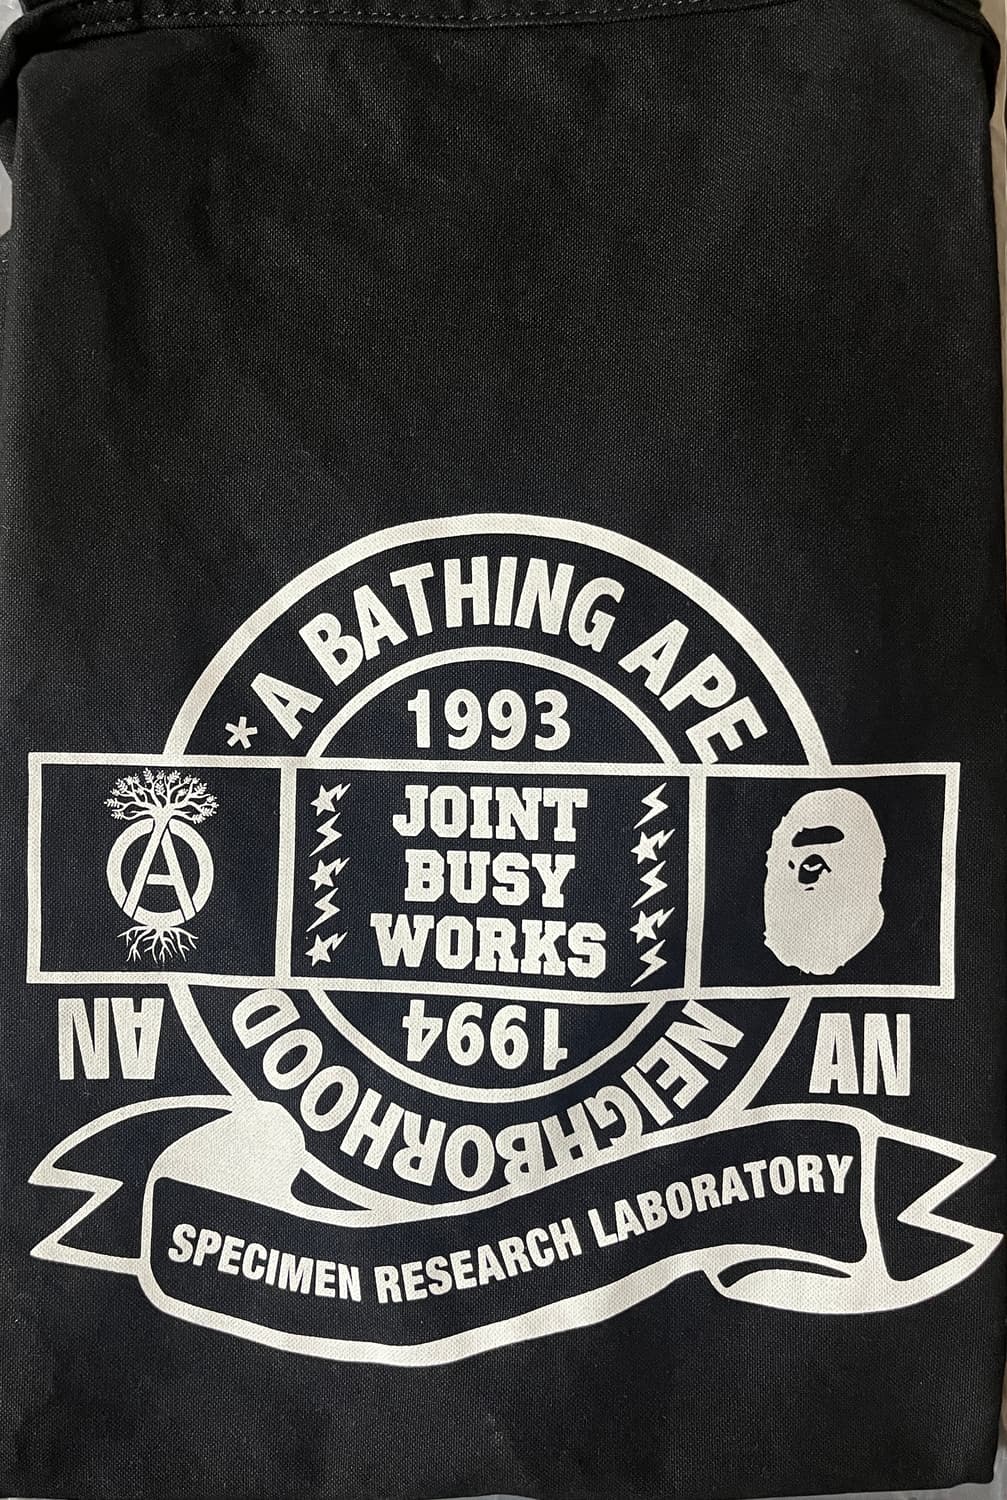 * A BATHING APE
1993
A
JOINT
BUSY
WORKS
1994
NEIGHBORHOOD
AN
AN
SPECIMEN RESEARCH LABORATORY